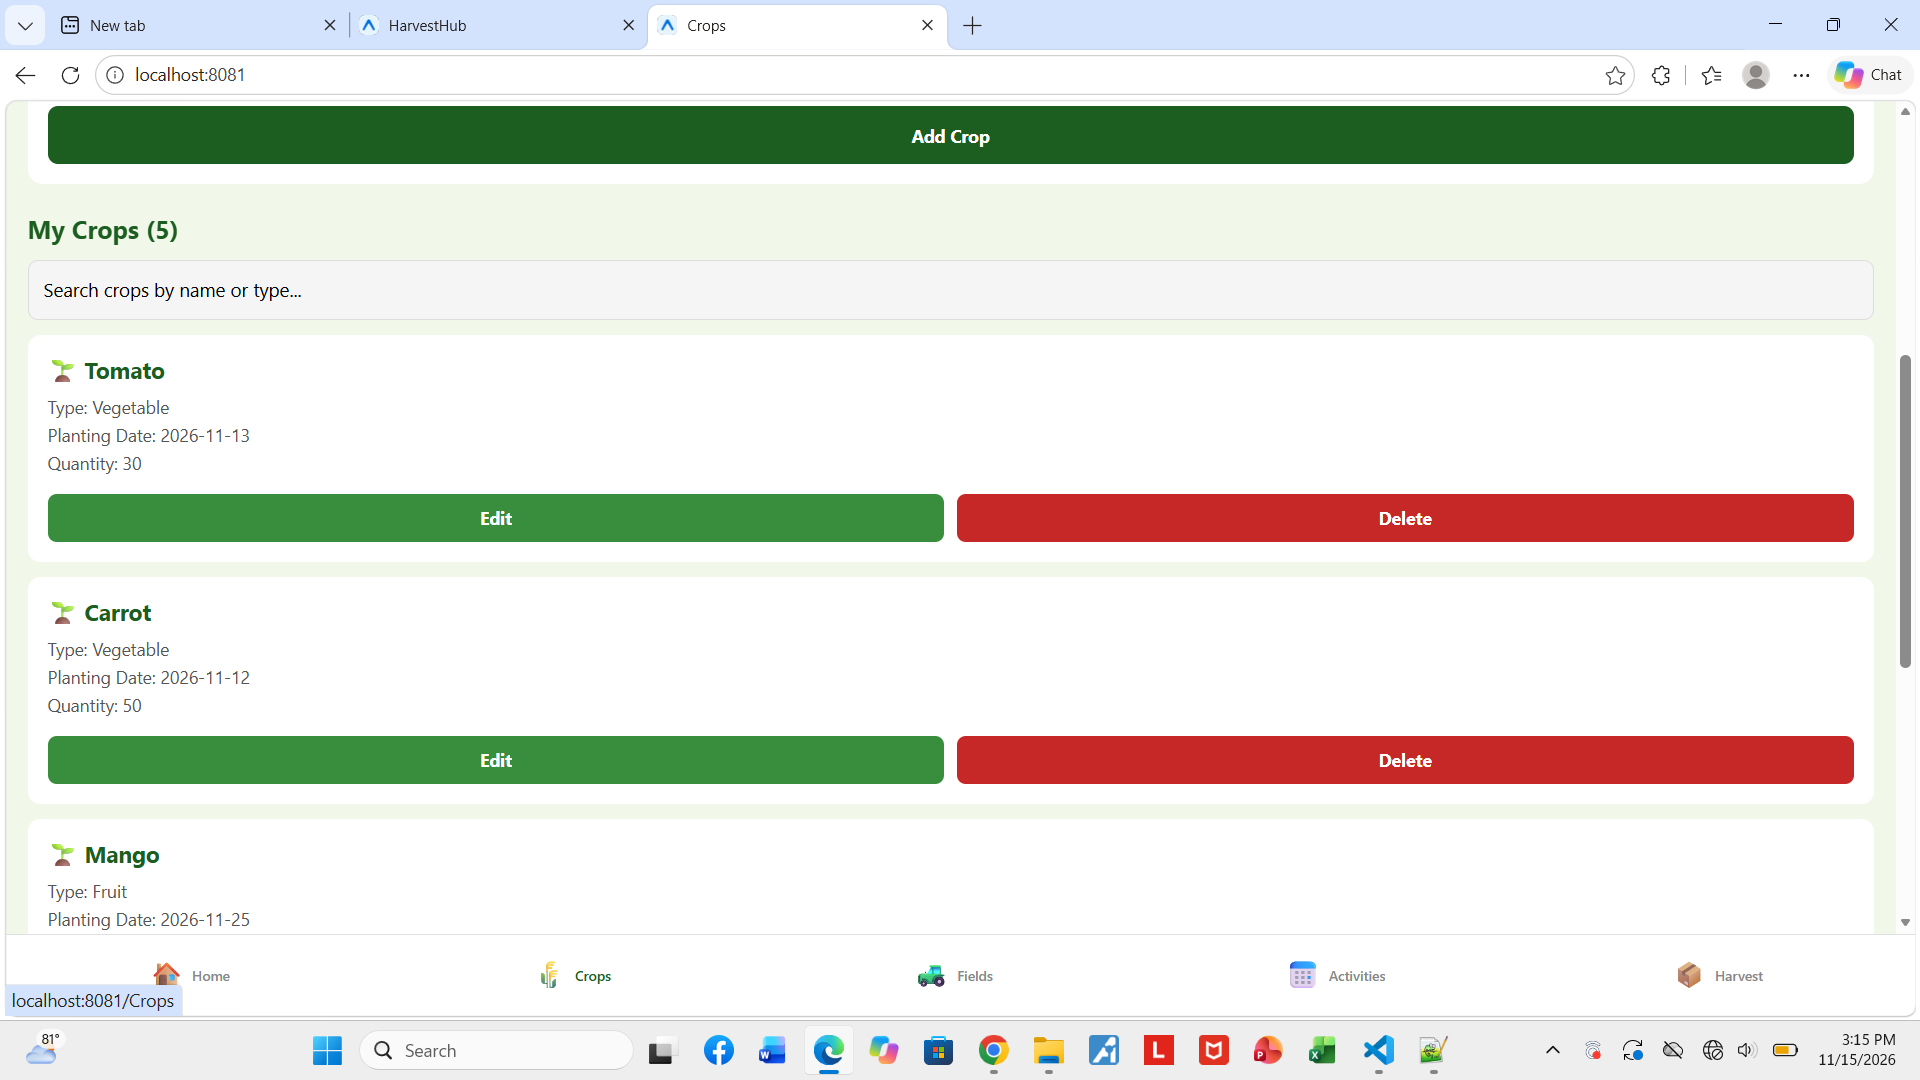 New tab
HarvestHub
Crops
localhost:8081
Chat
Add Crop
My Crops (5)
Search crops by name or type...
Tomato
Type: Vegetable
Planting Date: 2026-11-13
Quantity: 30
Edit
Delete
Carrot
Type: Vegetable
Planting Date: 2026-11-12
Quantity: 50
Edit
Delete
Mango
Type: Fruit
Planting Date: 2026-11-25
Home
Crops
Fields
Activities
Harvest
localhost:8081/Crops
81°
Search
3:15 PM
11/15/2026